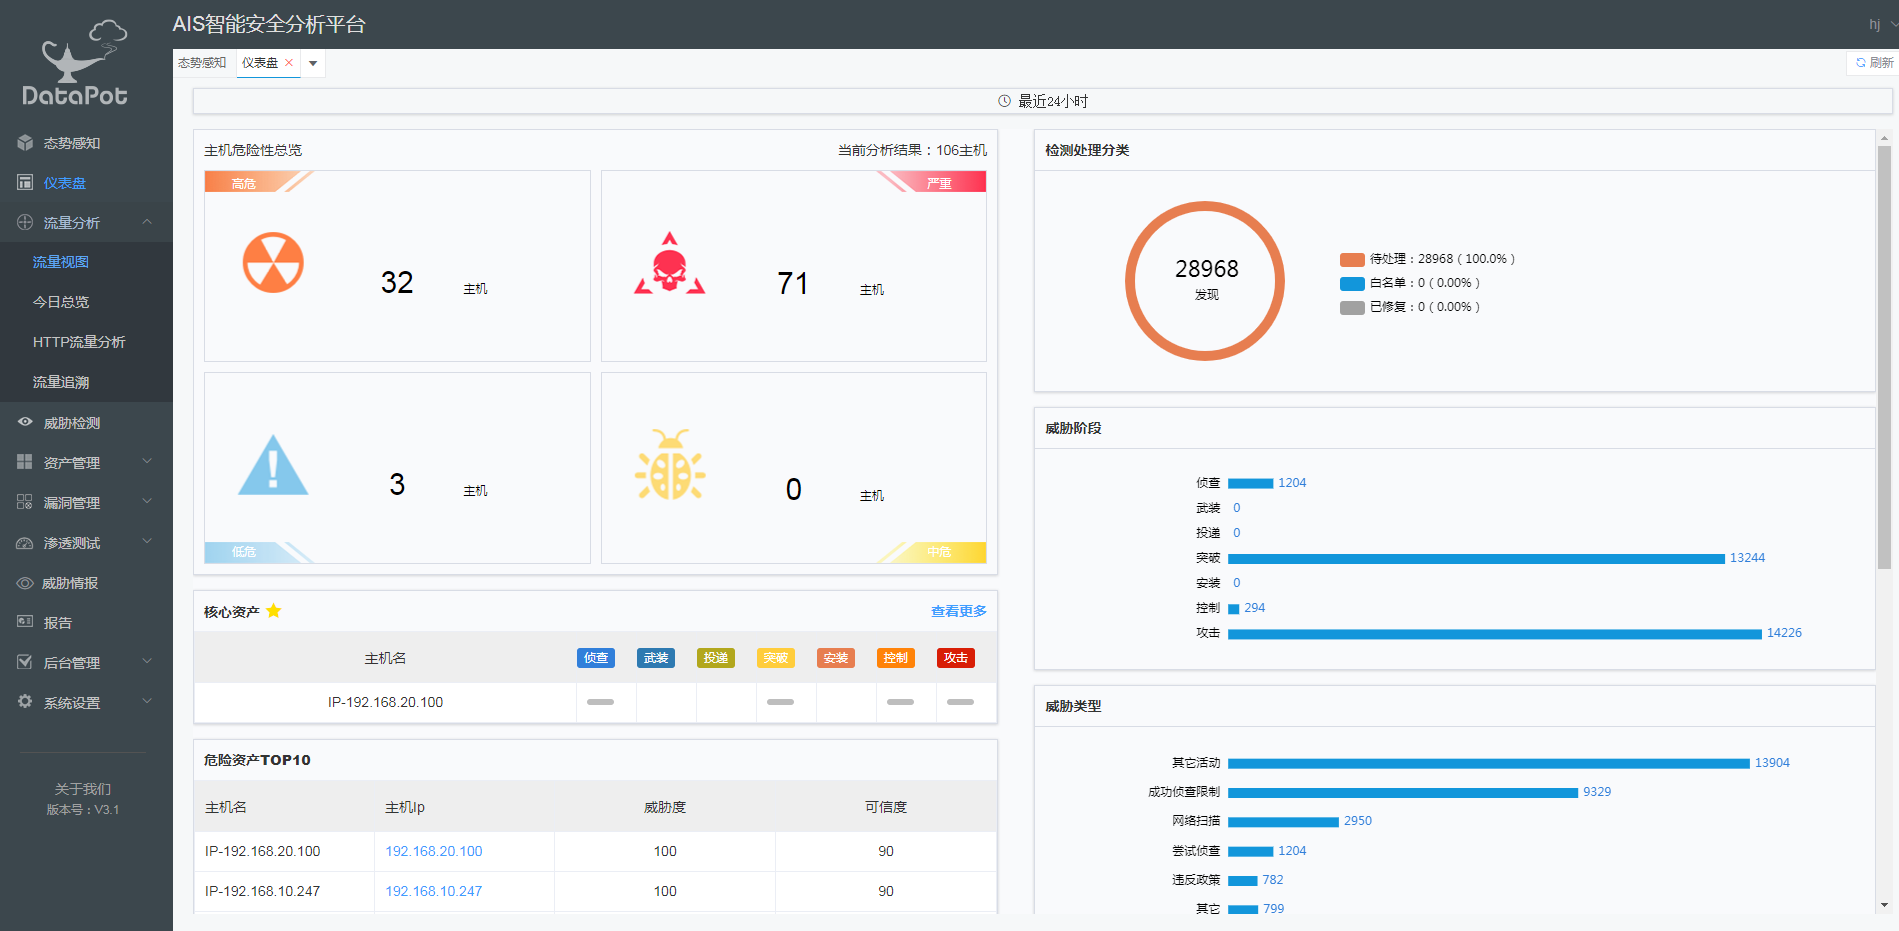 DataPot
AIS智能安全分析平台
hj
态势感知
仪表盘
刷新
最近24小时
态势感知
仪表盘
流量分析
流量视图
今日总览
HTTP流量分析
流量追溯
威胁检测
资产管理
漏洞管理
渗透测试
威胁情报
报告
后台管理
系统设置
关于我们
版本号：V3.1
主机危险性总览
当前分析结果：106主机
高危
32 主机
严重
71 主机
3 主机
低危
0 主机
中危
核心资产
查看更多
主机名 侦查 武装 投递 突破 安装 控制 攻击
IP-192.168.20.100
危险资产TOP10
主机名 主机Ip 威胁度 可信度
IP-192.168.20.100 192.168.20.100 100 90
IP-192.168.10.247 192.168.10.247 100 90
检测处理分类
28968
发现
待处理：28968（100.0%）
白名单：0（0.00%）
已修复：0（0.00%）
威胁阶段
侦查 1204
武装 0
投递 0
突破 13244
安装 0
控制 294
攻击 14226
威胁类型
其它活动 13904
成功侦查限制 9329
网络扫描 2950
尝试侦查 1204
违反政策 782
其它 799